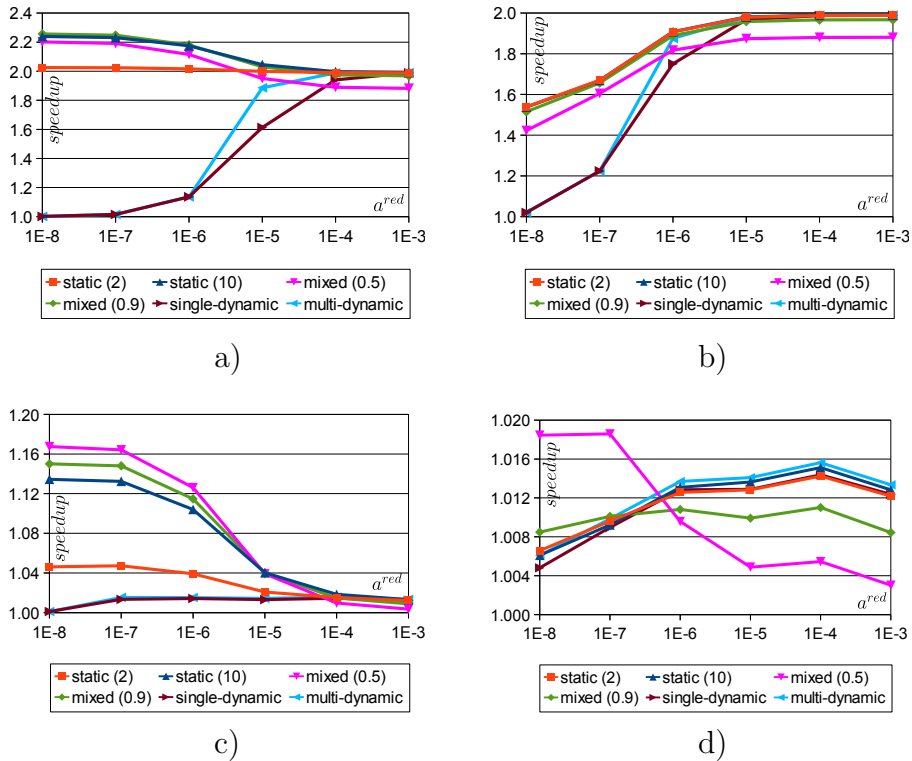 2.4
2.2
2.0
1.8
1.6
1.4
1.2
1.0
speedup
a^red
1E-8 1E-7 1E-6 1E-5 1E-4 1E-3
static (2) static (10) mixed (0.5)
mixed (0.9) single-dynamic multi-dynamic
a)
2.0
1.8
1.6
1.4
1.2
1.0
speedup
a^red
1E-8 1E-7 1E-6 1E-5 1E-4 1E-3
static (2) static (10) mixed (0.5)
mixed (0.9) single-dynamic multi-dynamic
b)
1.20
1.16
1.12
1.08
1.04
1.00
speedup
a^red
1E-8 1E-7 1E-6 1E-5 1E-4 1E-3
static (2) static (10) mixed (0.5)
mixed (0.9) single-dynamic multi-dynamic
c)
1.020
1.016
1.012
1.008
1.004
1.000
speedup
a^red
1E-8 1E-7 1E-6 1E-5 1E-4 1E-3
static (2) static (10) mixed (0.5)
mixed (0.9) single-dynamic multi-dynamic
d)